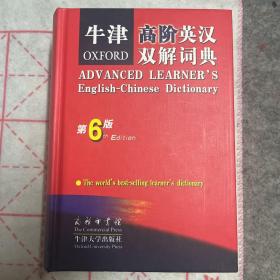 牛津 高阶英汉
OXFORD 双解词典
ADVANCED LEARNER'S
English-Chinese Dictionary
第6版
th Edition
The world's best-selling learner's dictionary
商务印书馆
The Commercial Press
牛津大学出版社
Oxford University Press